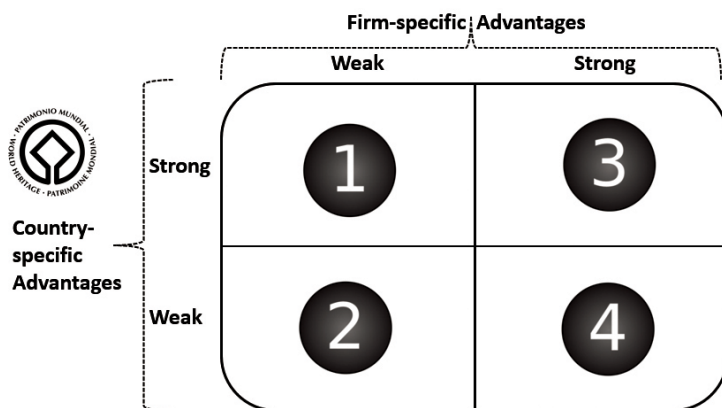 Firm-specific Advantages
Weak
Strong
PATRIMONIO MUNDIAL • WORLD HERITAGE • PATRIMOINE MONDIAL •
Strong
1
3
Country-
specific
Advantages
Weak
2
4